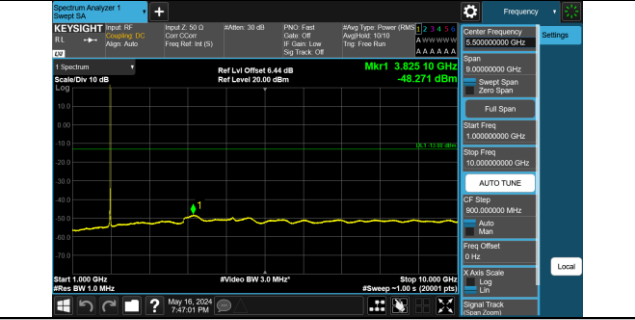 Spectrum Analyzer 1
Swept SA
Frequency
KEYSIGHT
RL
Input: RF
Coupling: DC
Align: Auto
Input Z: 50 Ω
Corr CCorr
Freq Ref: Int (S)
#Atten: 30 dB
PNO: Fast
Gate: Off
IF Gain: Low
Sig Track: Off
#Avg Type: Power (RMS)
Avg|Hold: 10/10
Trig: Free Run
1 2 3 4 5 6
A W W W W W
A A A A A A
LXI
1 Spectrum
Scale/Div 10 dB
Log
Ref Lvl Offset 6.44 dB
Ref Level 20.00 dBm
Mkr1 3.825 10 GHz
-48.271 dBm
10.0
0.00
-10.0
DL1 -13.00 dBm
-20.0
-30.0
-40.0
-50.0
-60.0
-70.0
1
Start 1.000 GHz
#Res BW 1.0 MHz
#Video BW 3.0 MHz*
Stop 10.000 GHz
#Sweep ~1.00 s (20001 pts)
May 16, 2024
7:47:01 PM
Center Frequency
5.500000000 GHz
Settings
Span
9.00000000 GHz
Swept Span
Zero Span
Full Span
Start Freq
1.000000000 GHz
Stop Freq
10.000000000 GHz
AUTO TUNE
CF Step
900.000000 MHz
Auto
Man
Freq Offset
0 Hz
X Axis Scale
Log
Lin
Local
Signal Track
(Span Zoom)